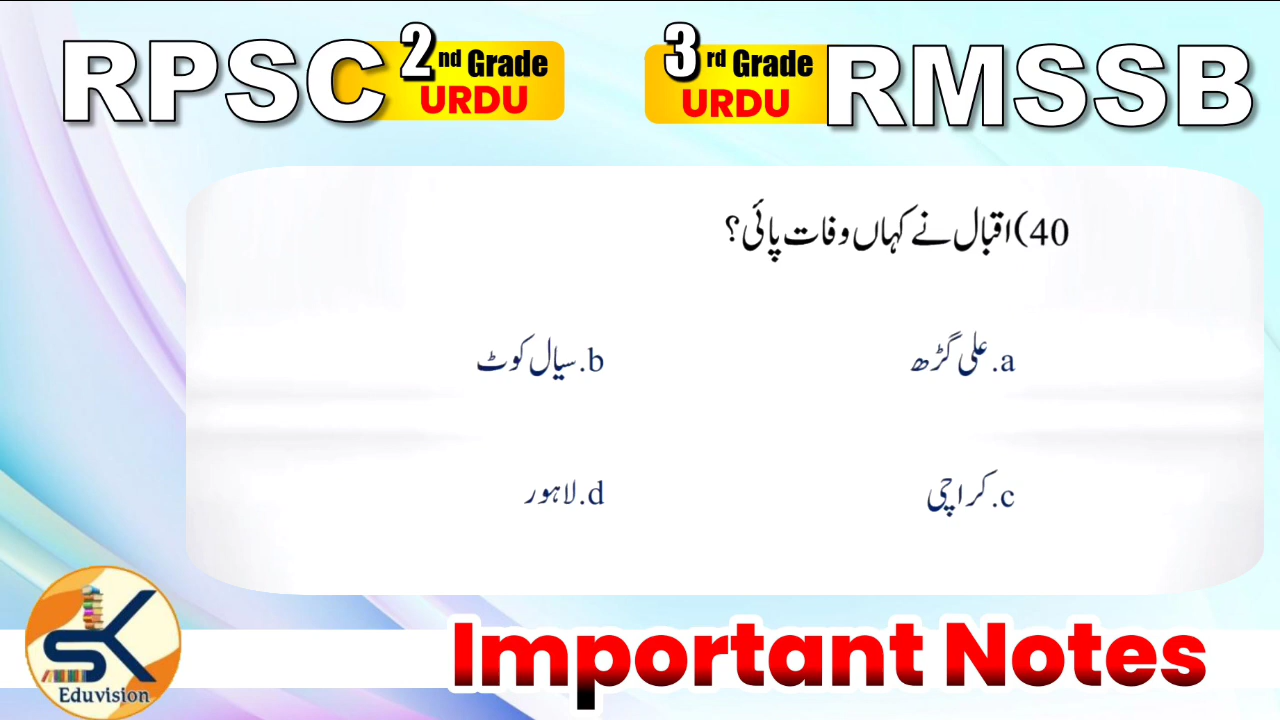 RPSC 2nd Grade URDU
3rd Grade URDU RMSSB
40)اقبال نے کہاں وفات پائی؟
a. علی گڑھ
b. سیال کوٹ
c. کراچی
d. لاہور
SK
Eduvision
Important Notes